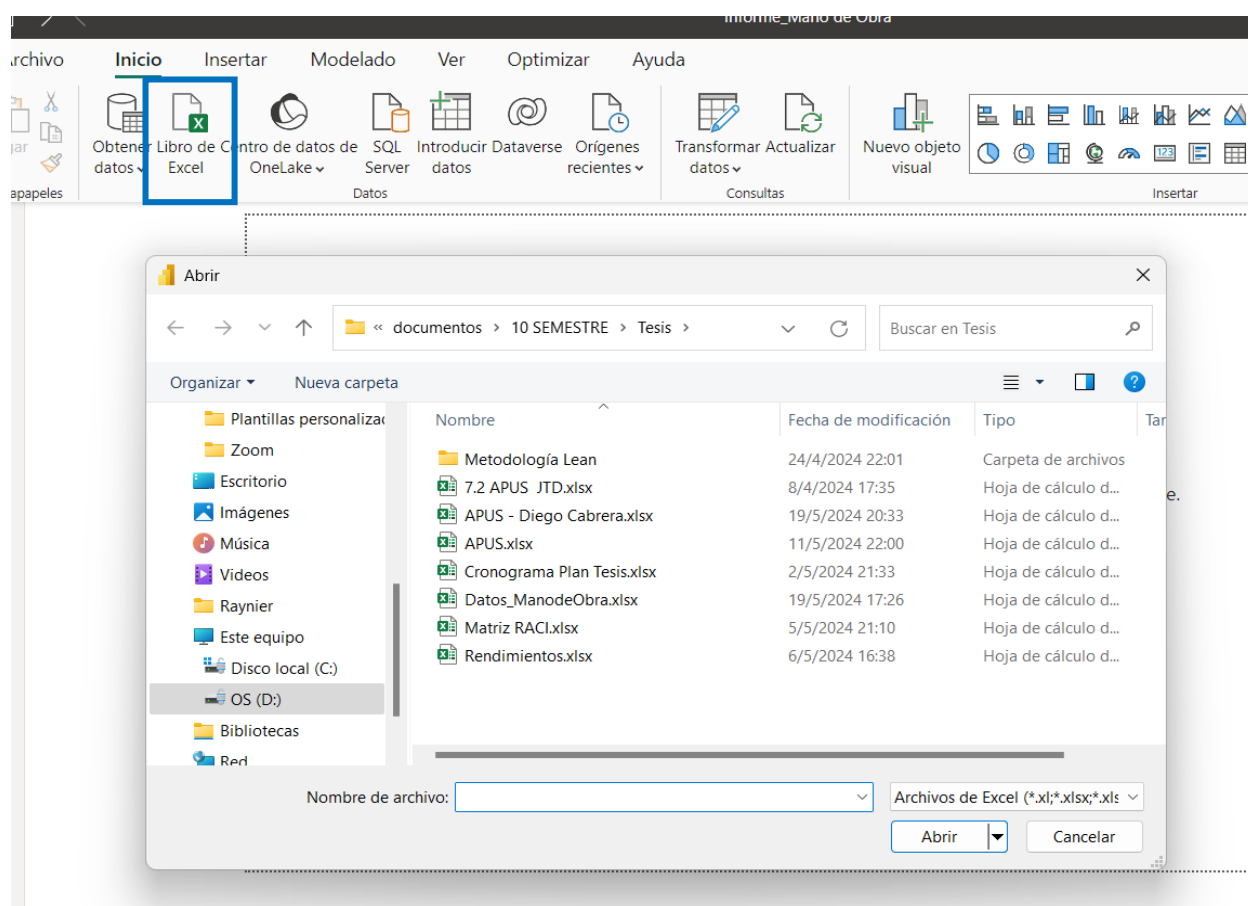 Informe_Mano de Obra
Archivo Inicio Insertar Modelado Ver Optimizar Ayuda
Obtener datos
Libro de Excel
Centro de datos de OneLake
SQL Server
Introducir datos
Dataverse
Orígenes recientes
Transformar datos
Actualizar
Nuevo objeto visual
123
apapeles Datos Consultas Insertar
Abrir
« documentos > 10 SEMESTRE > Tesis >
Buscar en Tesis
Organizar Nueva carpeta
?
Plantillas personalizac
Zoom
Escritorio
Imágenes
Música
Videos
Raynier
Este equipo
Disco local (C:)
OS (D:)
Bibliotecas
Red
Nombre Fecha de modificación Tipo Tar
Metodología Lean 24/4/2024 22:01 Carpeta de archivos
7.2 APUS JTD.xlsx 8/4/2024 17:35 Hoja de cálculo d...
APUS - Diego Cabrera.xlsx 19/5/2024 20:33 Hoja de cálculo d...
APUS.xlsx 11/5/2024 22:00 Hoja de cálculo d...
Cronograma Plan Tesis.xlsx 2/5/2024 21:33 Hoja de cálculo d...
Datos_ManodeObra.xlsx 19/5/2024 17:26 Hoja de cálculo d...
Matriz RACI.xlsx 5/5/2024 21:10 Hoja de cálculo d...
Rendimientos.xlsx 6/5/2024 16:38 Hoja de cálculo d...
e.
Nombre de archivo:
Archivos de Excel (*.xl;*.xlsx;*.xls
Abrir Cancelar